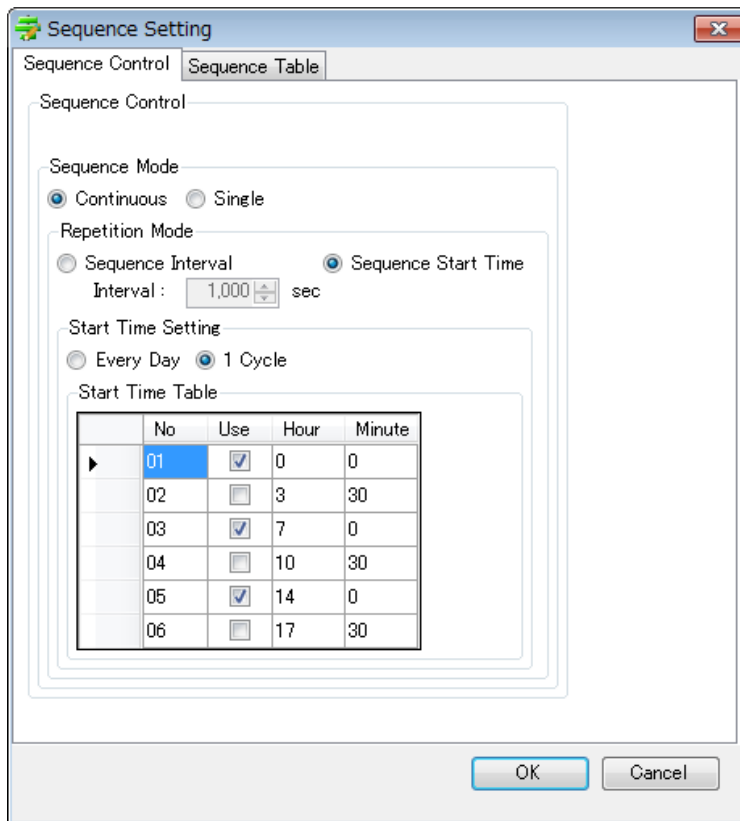 Sequence Setting
Sequence Control Sequence Table
Sequence Control
Sequence Mode
Continuous Single
Repetition Mode
Sequence Interval Sequence Start Time
Interval : 1,000 sec
Start Time Setting
Every Day 1 Cycle
Start Time Table
No Use Hour Minute
01 0 0
02 3 30
03 7 0
04 10 30
05 14 0
06 17 30
OK Cancel